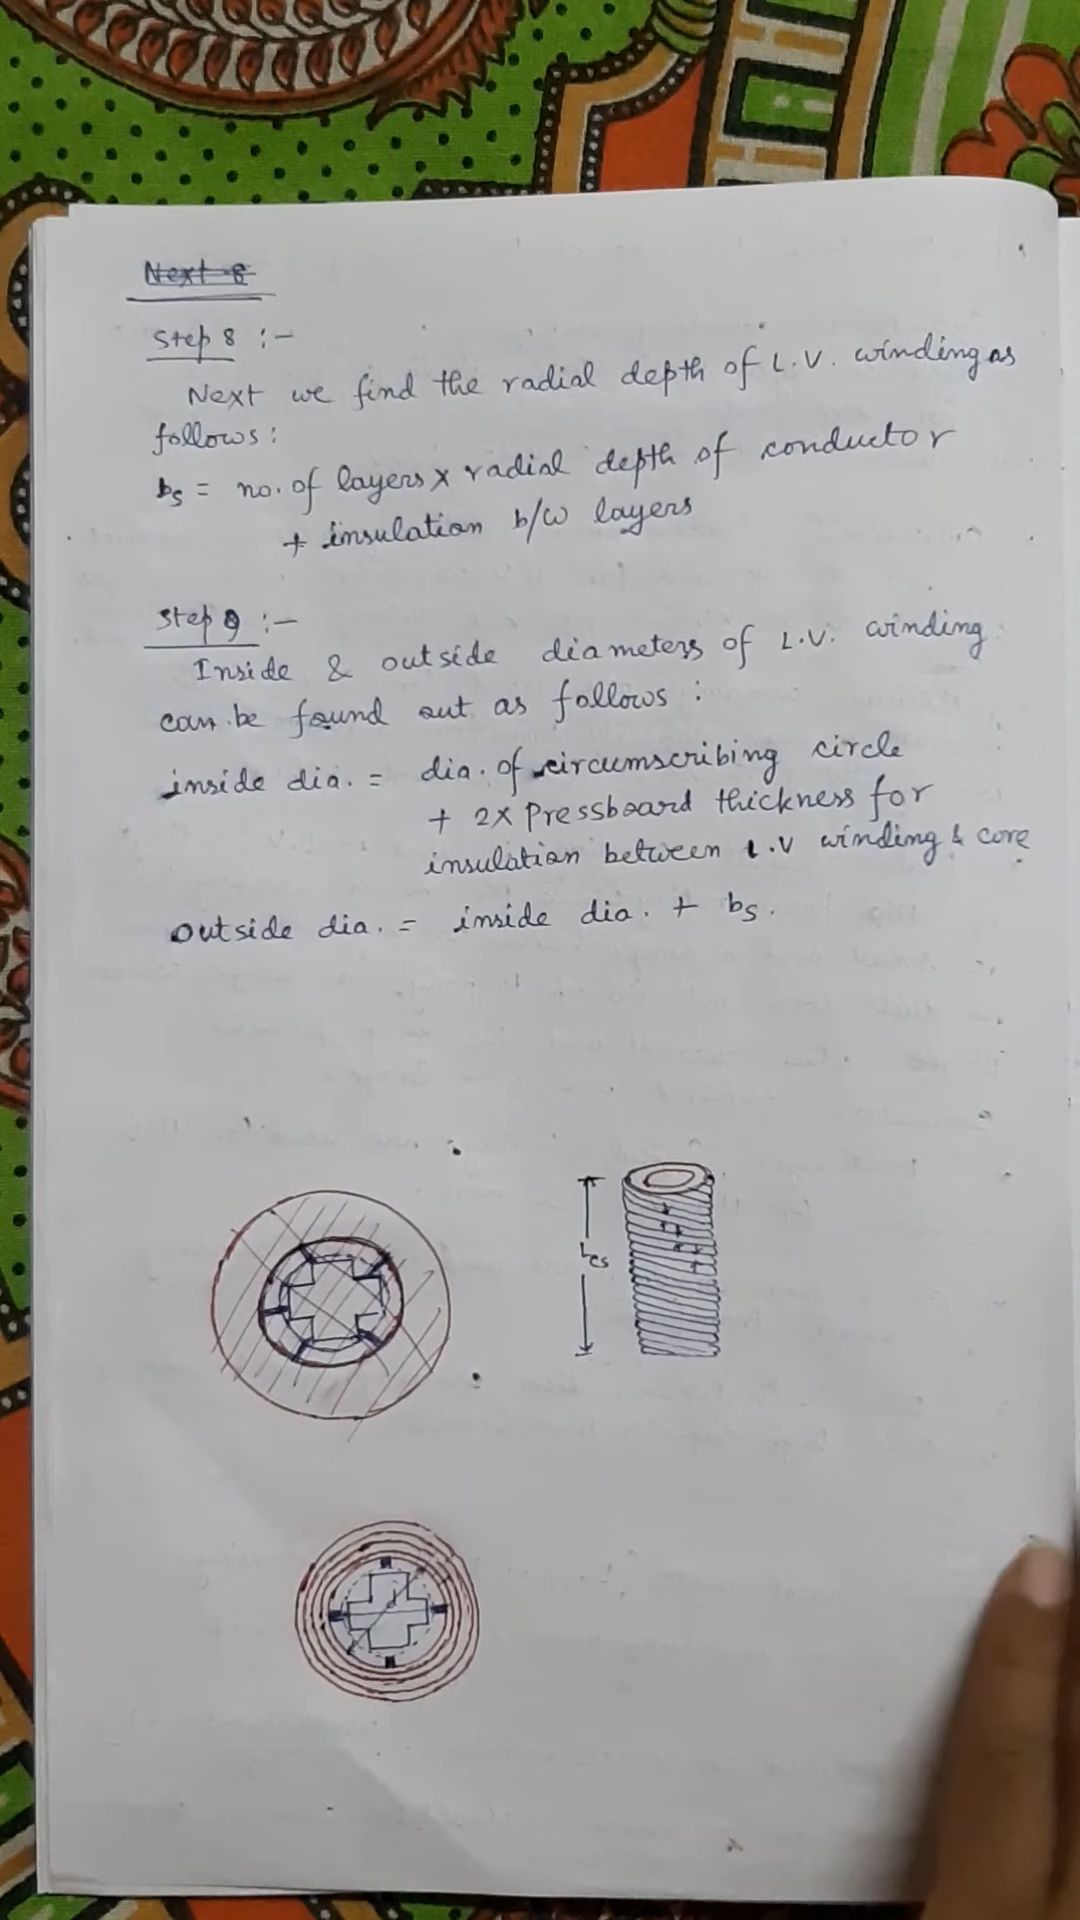 Next 8
Step 8 :-
Next we find the radial depth of L.V. winding as
follows:
bs = no. of layers x radial depth of conductor
+ insulation b/w layers
Step 9 :-
Inside & outside diameters of L.V. winding
can be found out as follows:
inside dia. = dia. of circumscribing circle
+ 2x Pressboard thickness for
insulation between L.V winding & core
outside dia. = inside dia. + bs.
Lcs